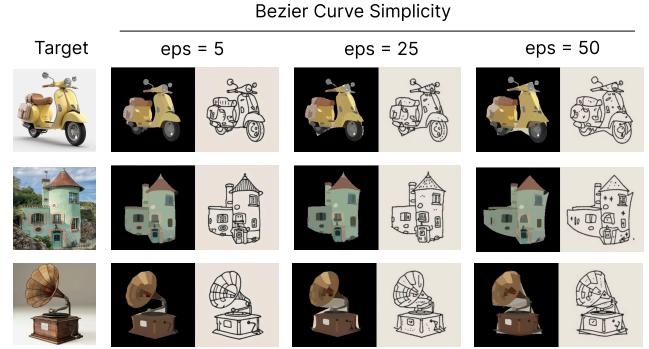 Bezier Curve Simplicity
Target
eps = 5
eps = 25
eps = 50